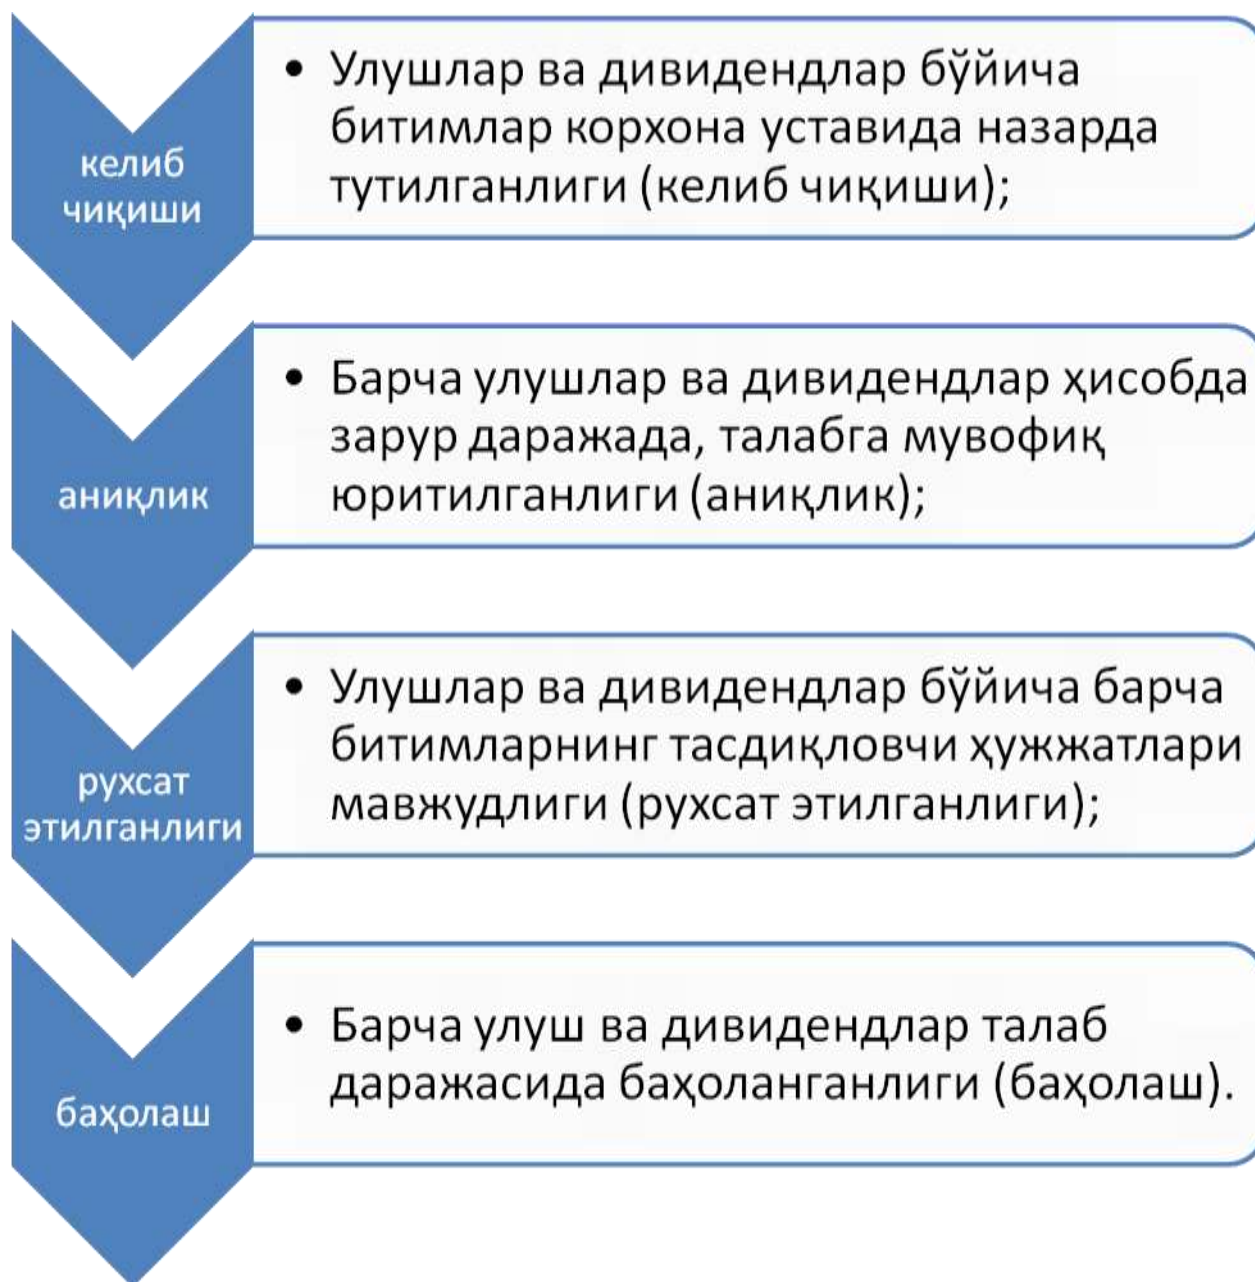 келиб
чиқиши
• Улушлар ва дивидендлар бўйича
битимлар корхона уставида назарда
тутилганлиги (келиб чиқиши);
аниқлик
• Барча улушлар ва дивидендлар ҳисобда
зарур даражада, талабга мувофиқ
юритилганлиги (аниқлик);
рухсат
этилганлиги
• Улушлар ва дивидендлар бўйича барча
битимларнинг тасдиқловчи ҳужжатлари
мавжудлиги (рухсат этилганлиги);
баҳолаш
• Барча улуш ва дивидендлар талаб
даражасида баҳоланганлиги (баҳолаш).